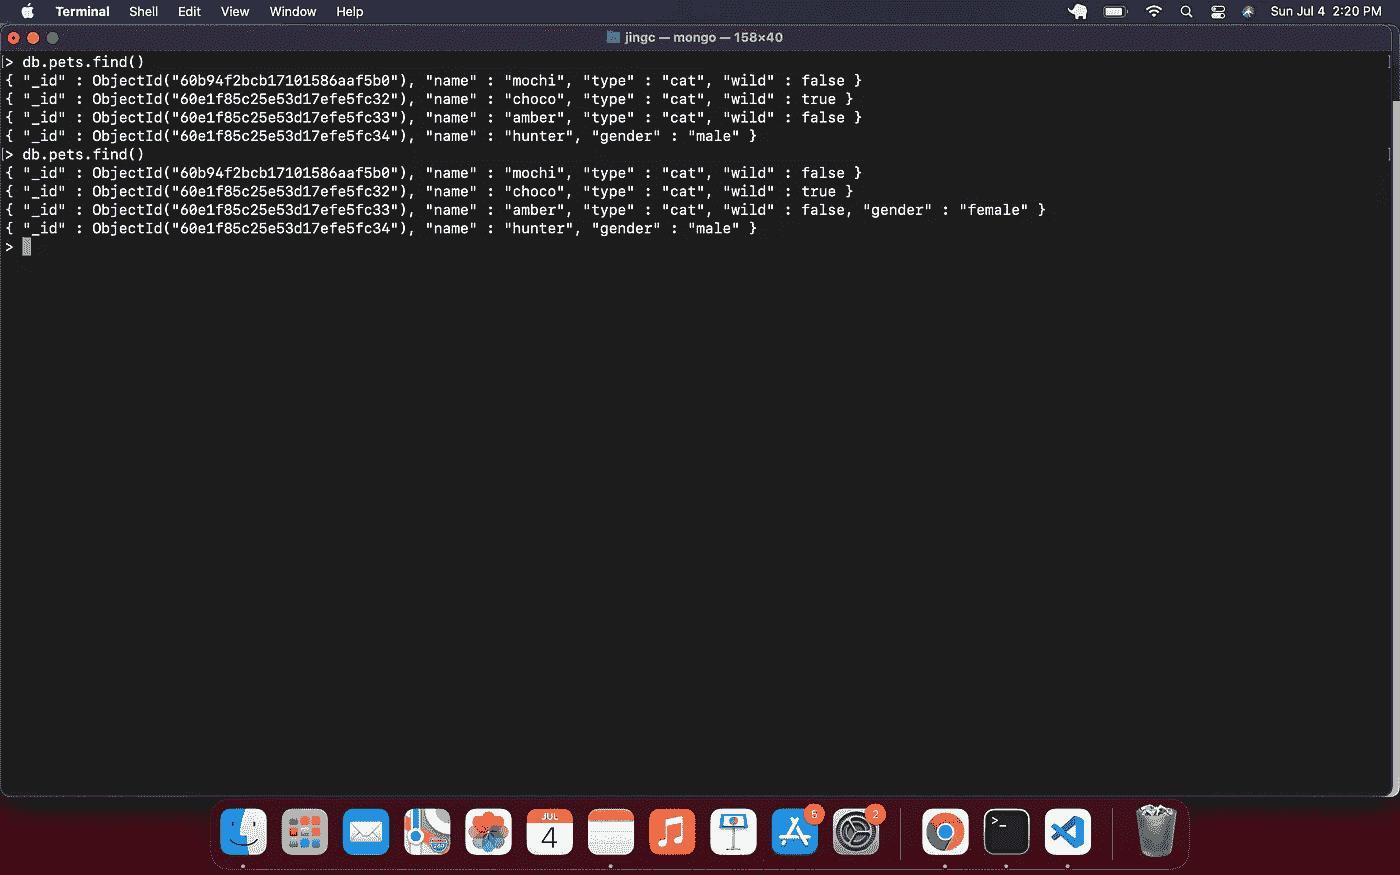 Terminal Shell Edit View Window Help Sun Jul 4 2:20 PM
jingc — mongo — 158×40
[> db.pets.find() ]
{ "_id" : ObjectId("60b94f2bcb17101586aaf5b0"), "name" : "mochi", "type" : "cat", "wild" : false }
{ "_id" : ObjectId("60e1f85c25e53d17efe5fc32"), "name" : "choco", "type" : "cat", "wild" : true }
{ "_id" : ObjectId("60e1f85c25e53d17efe5fc33"), "name" : "amber", "type" : "cat", "wild" : false }
{ "_id" : ObjectId("60e1f85c25e53d17efe5fc34"), "name" : "hunter", "gender" : "male" }
[> db.pets.find() ]
{ "_id" : ObjectId("60b94f2bcb17101586aaf5b0"), "name" : "mochi", "type" : "cat", "wild" : false }
{ "_id" : ObjectId("60e1f85c25e53d17efe5fc32"), "name" : "choco", "type" : "cat", "wild" : true }
{ "_id" : ObjectId("60e1f85c25e53d17efe5fc33"), "name" : "amber", "type" : "cat", "wild" : false, "gender" : "female" }
{ "_id" : ObjectId("60e1f85c25e53d17efe5fc34"), "name" : "hunter", "gender" : "male" }
>
JUL
4
5
2
>_